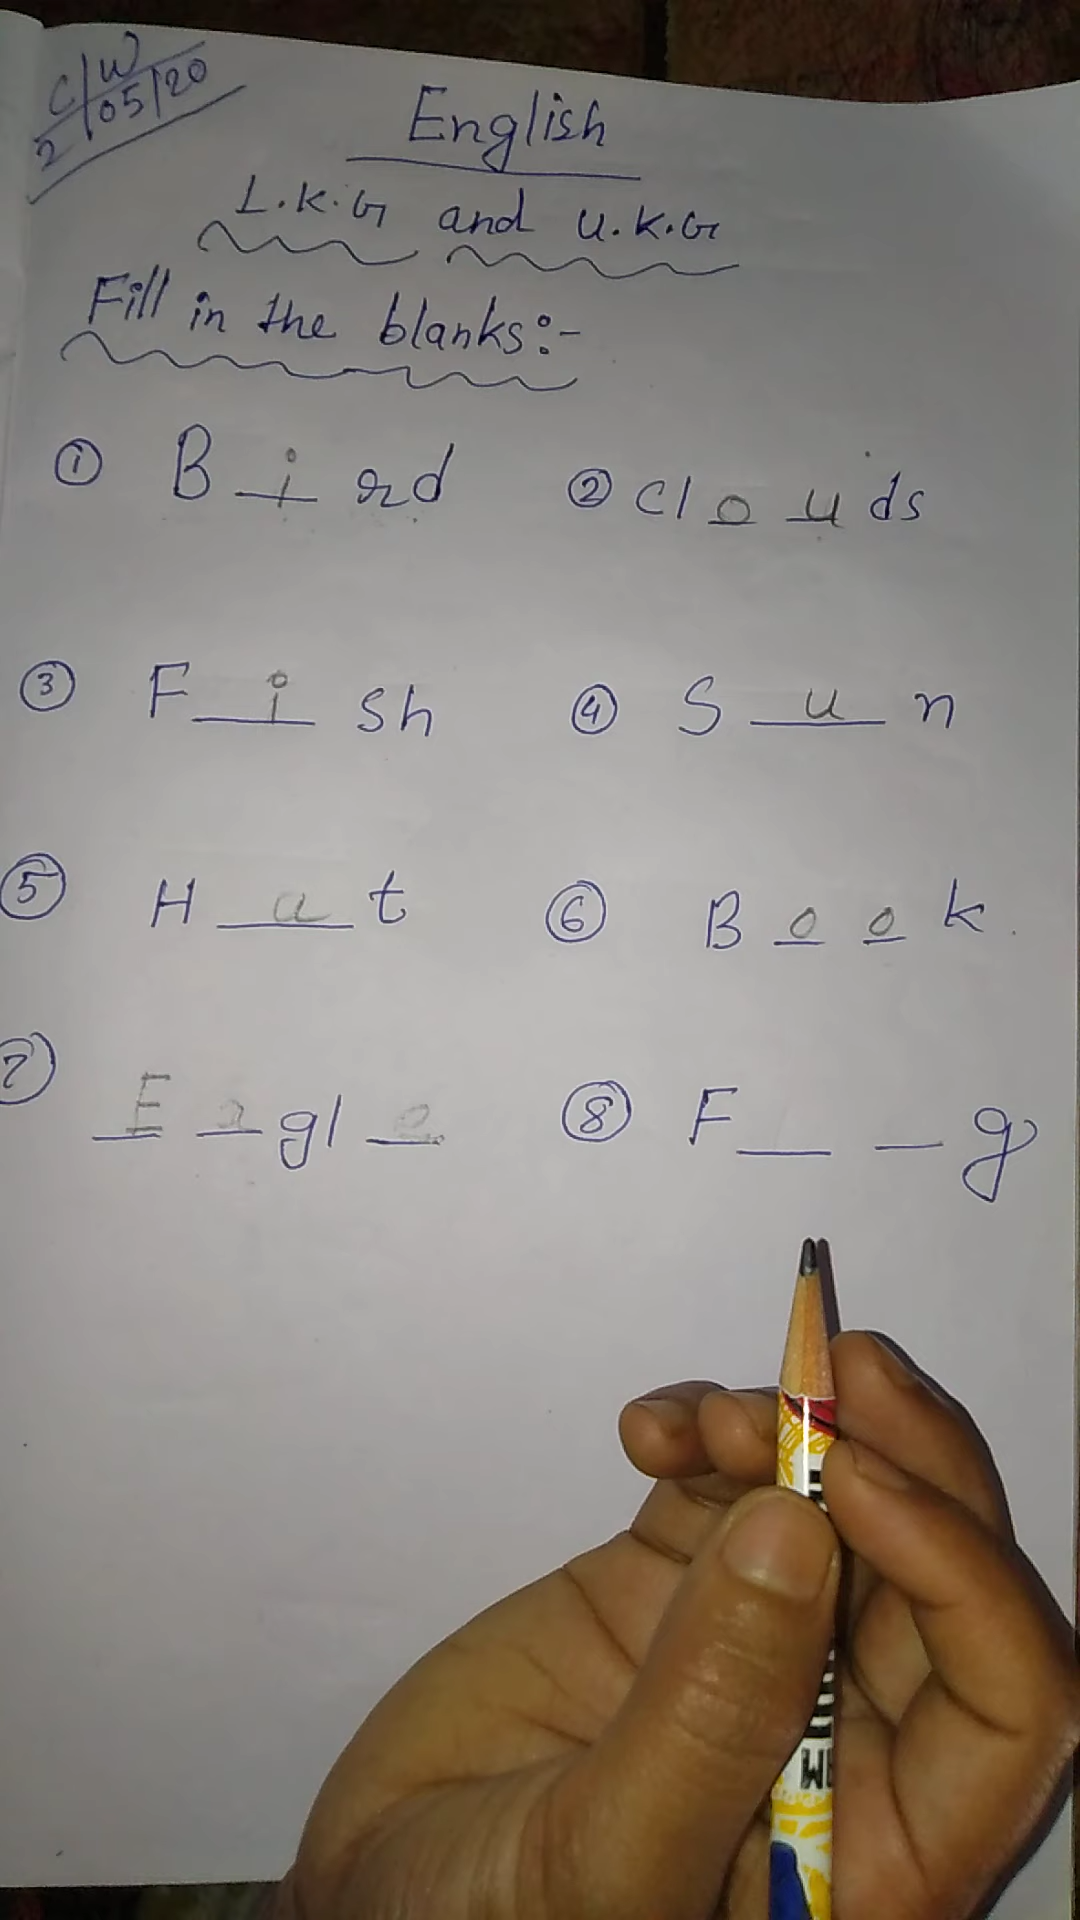 C/W
2/05/20
English
L.K.G and U.K.G
Fill in the blanks:-
① B i rd ② Cl o u ds
③ F i sh ④ S u n
⑤ H a t ⑥ B o o k.
⑦ E a gl e ⑧ F _ _ g